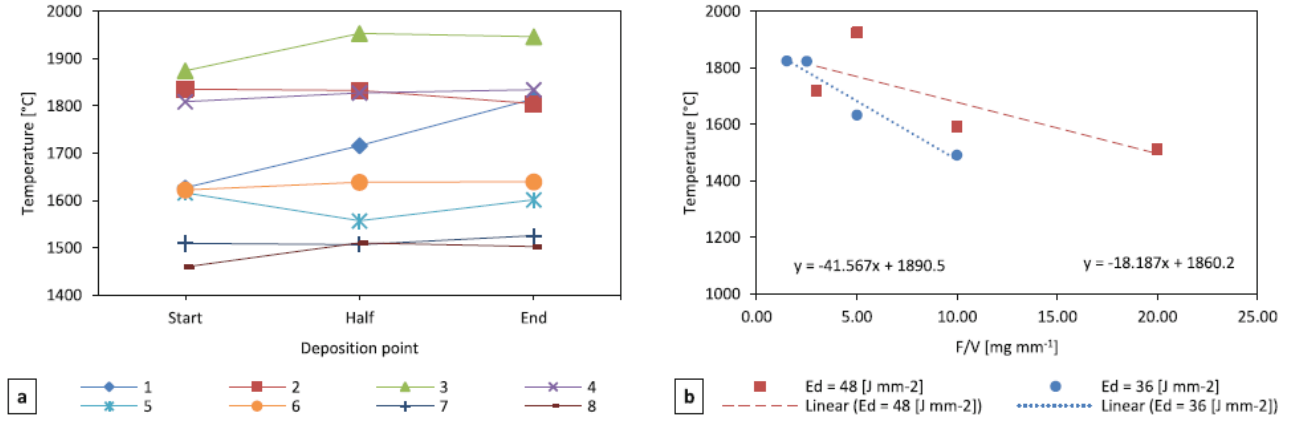 2000
1900
1800
1700
1600
1500
1400
Temperature [°C]
Start Half End
Deposition point
a
1 2 3 4
5 6 7 8
2000
1800
1600
1400
1200
1000
Temperature [°C]
y = -41.567x + 1890.5
y = -18.187x + 1860.2
0.00 5.00 10.00 15.00 20.00 25.00
F/V [mg mm⁻¹]
b
Ed = 48 [J mm-2] Ed = 36 [J mm-2]
Linear (Ed = 48 [J mm-2]) Linear (Ed = 36 [J mm-2])